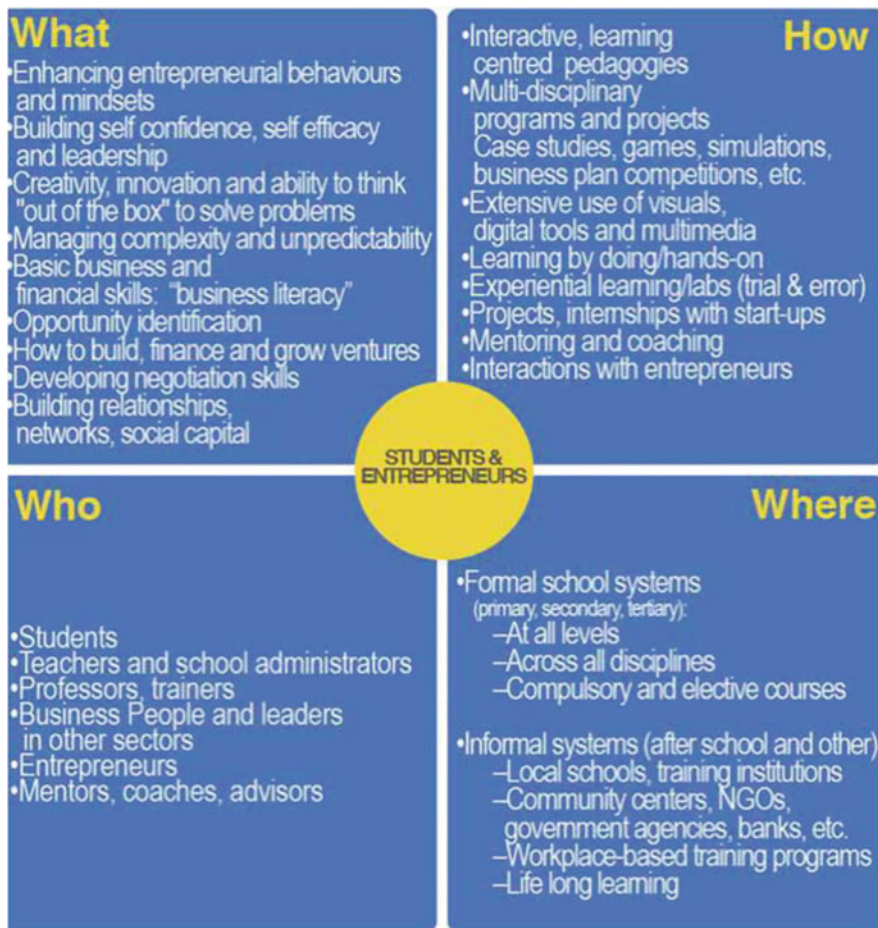 What
•Enhancing entrepreneurial behaviours
and mindsets
•Building self confidence, self efficacy
and leadership
•Creativity, innovation and ability to think
"out of the box" to solve problems
•Managing complexity and unpredictability
•Basic business and
financial skills: “business literacy”
•Opportunity identification
•How to build, finance and grow ventures
•Developing negotiation skills
•Building relationships,
networks, social capital
How
•Interactive, learning
centred pedagogies
•Multi-disciplinary
programs and projects
Case studies, games, simulations,
business plan competitions, etc.
•Extensive use of visuals,
digital tools and multimedia
•Learning by doing/hands-on
•Experiential learning/labs (trial & error)
•Projects, internships with start-ups
•Mentoring and coaching
•Interactions with entrepreneurs
STUDENTS &
ENTREPRENEURS
Who
•Students
•Teachers and school administrators
•Professors, trainers
•Business People and leaders
in other sectors
•Entrepreneurs
•Mentors, coaches, advisors
Where
•Formal school systems
(primary, secondary, tertiary):
–At all levels
–Across all disciplines
–Compulsory and elective courses
•Informal systems (after school and other)
–Local schools, training institutions
–Community centers, NGOs,
government agencies, banks, etc.
–Workplace-based training programs
–Life long learning